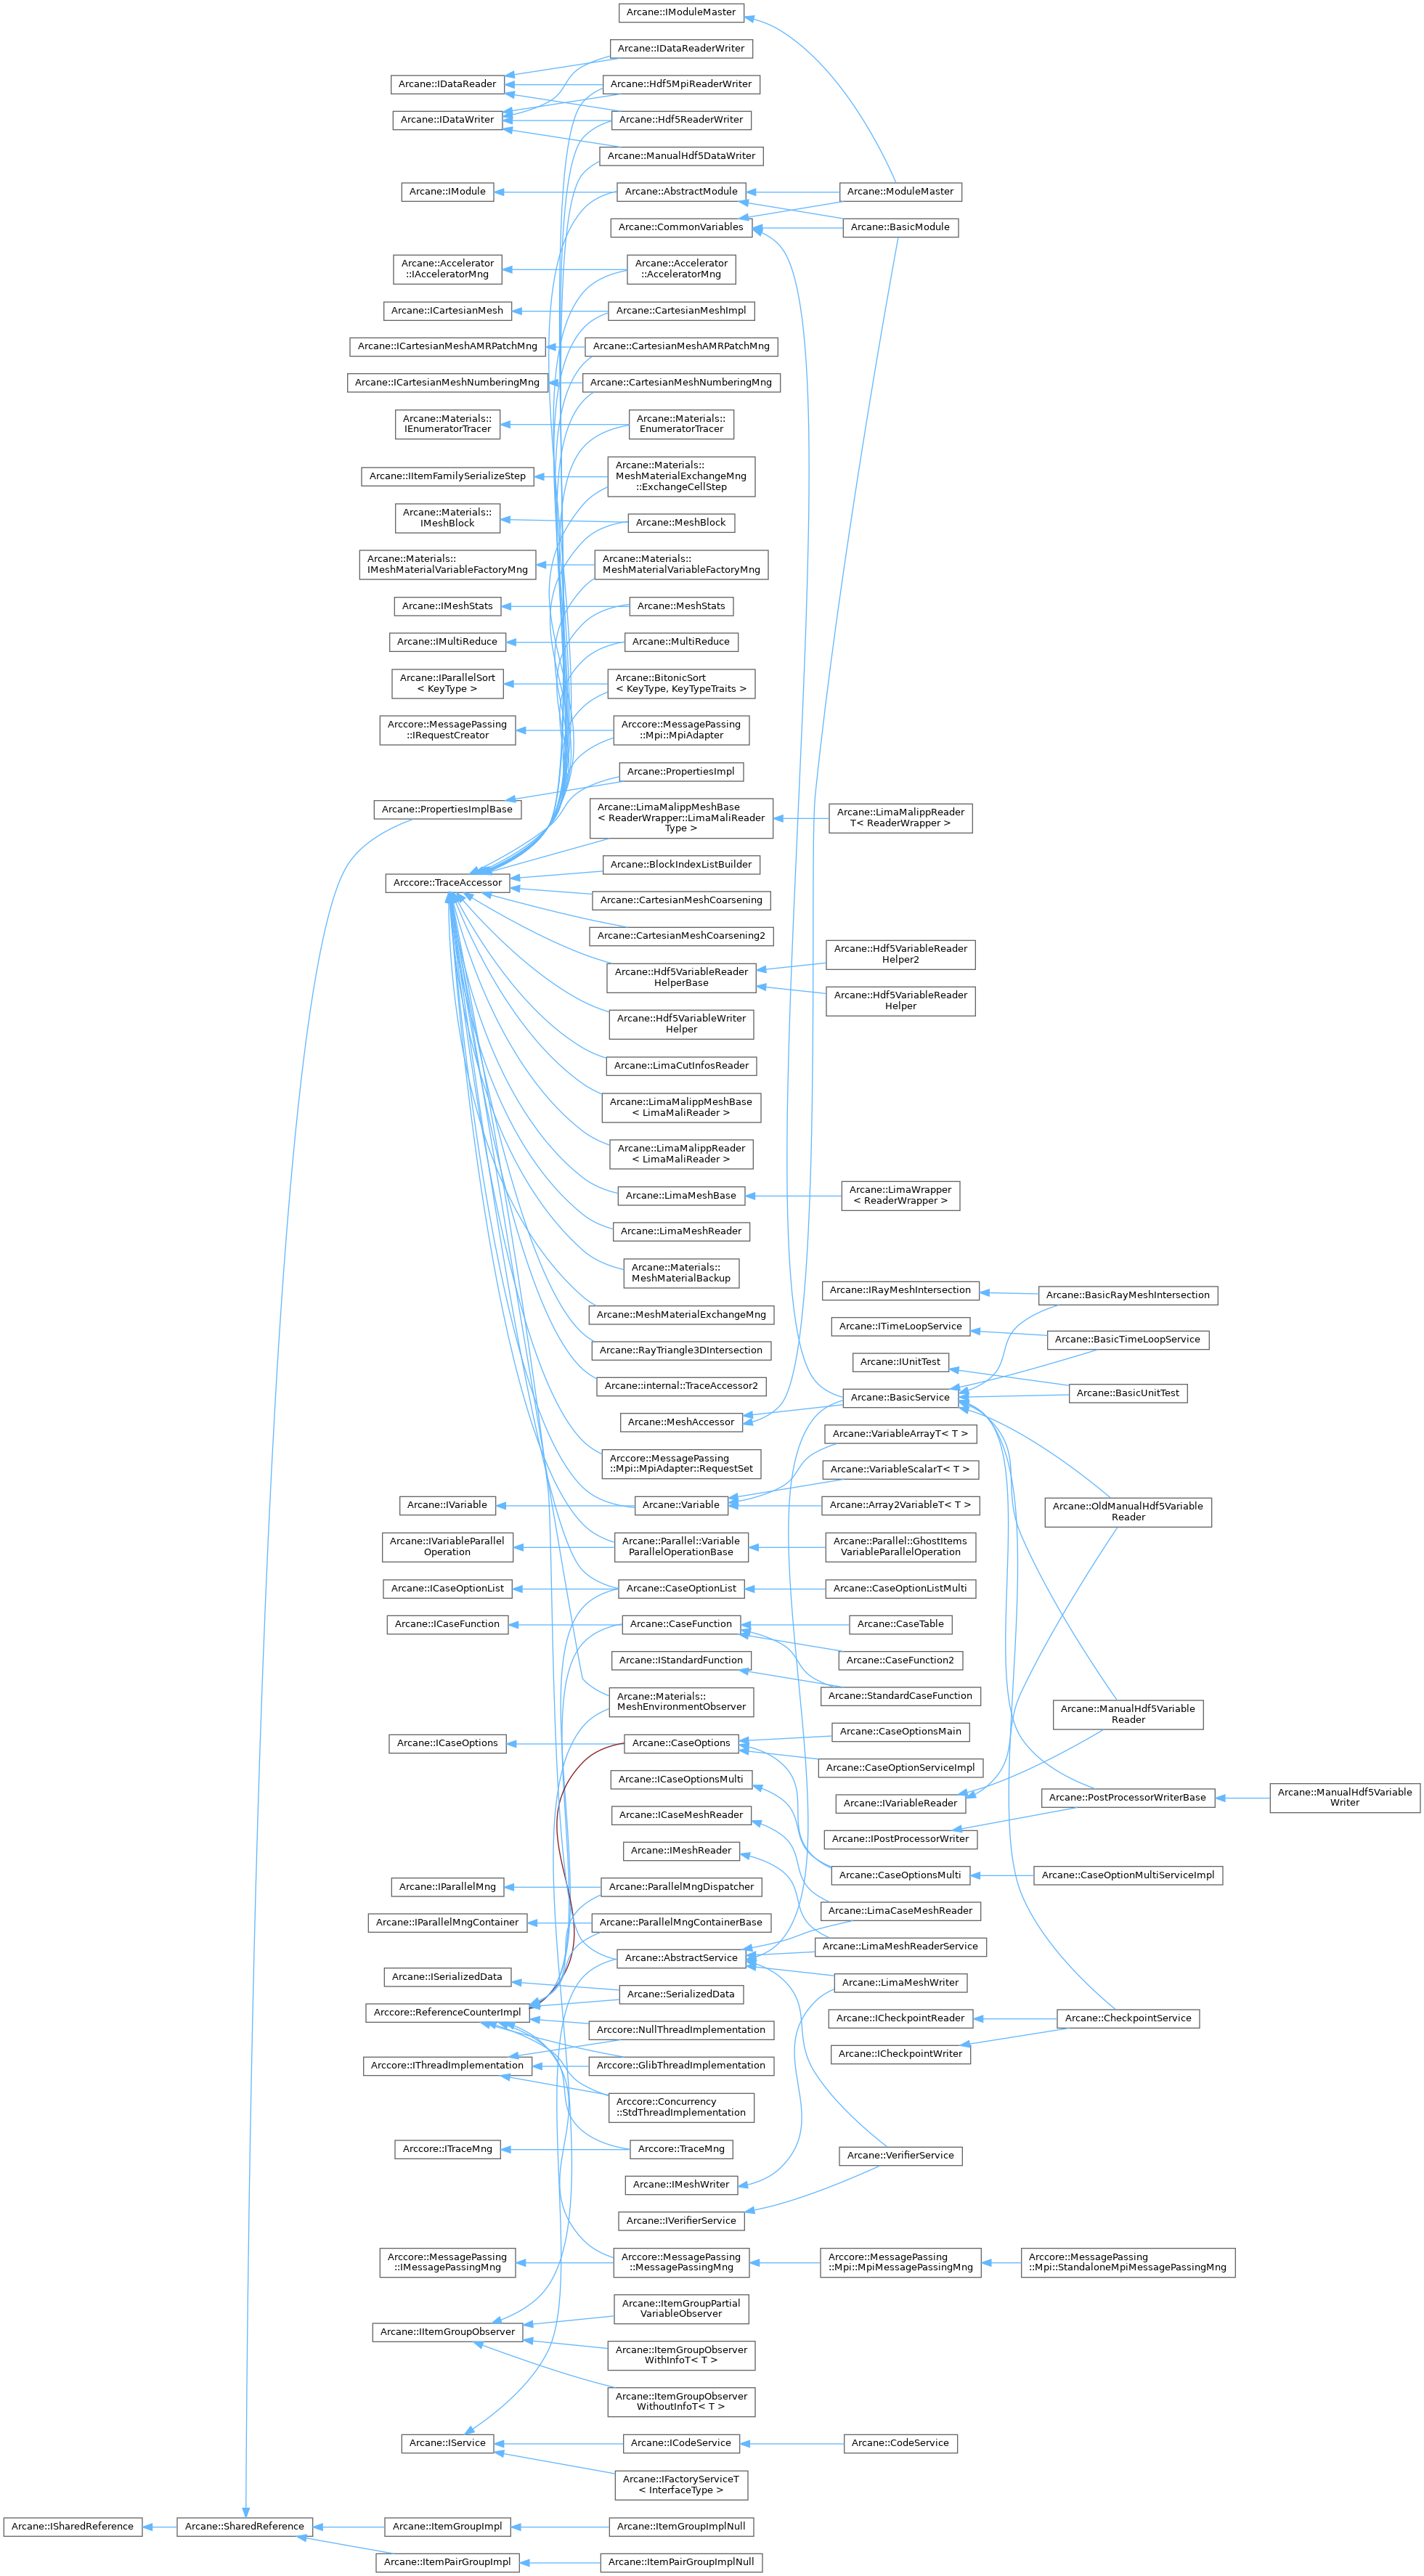 Arcane::IModuleMaster
Arcane::IDataReaderWriter
Arcane::IDataReader
Arcane::Hdf5MpiReaderWriter
Arcane::IDataWriter
Arcane::Hdf5ReaderWriter
Arcane::ManualHdf5DataWriter
Arcane::IModule
Arcane::AbstractModule
Arcane::ModuleMaster
Arcane::CommonVariables
Arcane::BasicModule
Arcane::Accelerator
::IAcceleratorMng
Arcane::Accelerator
::AcceleratorMng
Arcane::ICartesianMesh
Arcane::CartesianMeshImpl
Arcane::ICartesianMeshAMRPatchMng
Arcane::CartesianMeshAMRPatchMng
Arcane::ICartesianMeshNumberingMng
Arcane::CartesianMeshNumberingMng
Arcane::Materials::
IEnumeratorTracer
Arcane::Materials::
EnumeratorTracer
Arcane::IItemFamilySerializeStep
Arcane::Materials::
MeshMaterialExchangeMng
::ExchangeCellStep
Arcane::Materials::
IMeshBlock
Arcane::MeshBlock
Arcane::Materials::
IMeshMaterialVariableFactoryMng
Arcane::Materials::
MeshMaterialVariableFactoryMng
Arcane::IMeshStats
Arcane::MeshStats
Arcane::IMultiReduce
Arcane::MultiReduce
Arcane::IParallelSort
< KeyType >
Arcane::BitonicSort
< KeyType, KeyTypeTraits >
Arccore::MessagePassing
::IRequestCreator
Arccore::MessagePassing
::Mpi::MpiAdapter
Arcane::PropertiesImpl
Arcane::PropertiesImplBase
Arcane::LimaMalippMeshBase
< ReaderWrapper::LimaMaliReader
Type >
Arcane::LimaMalippReader
T< ReaderWrapper >
Arcane::BlockIndexListBuilder
Arccore::TraceAccessor
Arcane::CartesianMeshCoarsening
Arcane::CartesianMeshCoarsening2
Arcane::Hdf5VariableReader
HelperBase
Arcane::Hdf5VariableReader
Helper2
Arcane::Hdf5VariableReader
Helper
Arcane::Hdf5VariableWriter
Helper
Arcane::LimaCutInfosReader
Arcane::LimaMalippMeshBase
< LimaMaliReader >
Arcane::LimaMalippReader
< LimaMaliReader >
Arcane::LimaMeshBase
Arcane::LimaWrapper
< ReaderWrapper >
Arcane::LimaMeshReader
Arcane::Materials::
MeshMaterialBackup
Arcane::IRayMeshIntersection
Arcane::BasicRayMeshIntersection
Arcane::MeshMaterialExchangeMng
Arcane::ITimeLoopService
Arcane::BasicTimeLoopService
Arcane::RayTriangle3DIntersection
Arcane::IUnitTest
Arcane::internal::TraceAccessor2
Arcane::BasicUnitTest
Arcane::BasicService
Arcane::MeshAccessor
Arcane::VariableArrayT< T >
Arccore::MessagePassing
::Mpi::MpiAdapter::RequestSet
Arcane::VariableScalarT< T >
Arcane::IVariable
Arcane::Variable
Arcane::Array2VariableT< T >
Arcane::OldManualHdf5Variable
Reader
Arcane::IVariableParallel
Operation
Arcane::Parallel::Variable
ParallelOperationBase
Arcane::Parallel::GhostItems
VariableParallelOperation
Arcane::ICaseOptionList
Arcane::CaseOptionList
Arcane::CaseOptionListMulti
Arcane::ICaseFunction
Arcane::CaseFunction
Arcane::CaseTable
Arcane::IStandardFunction
Arcane::CaseFunction2
Arcane::Materials::
MeshEnvironmentObserver
Arcane::StandardCaseFunction
Arcane::ManualHdf5Variable
Reader
Arcane::ICaseOptions
Arcane::CaseOptions
Arcane::CaseOptionsMain
Arcane::CaseOptionServiceImpl
Arcane::ICaseOptionsMulti
Arcane::IVariableReader
Arcane::PostProcessorWriterBase
Arcane::ManualHdf5Variable
Writer
Arcane::ICaseMeshReader
Arcane::IPostProcessorWriter
Arcane::IMeshReader
Arcane::CaseOptionsMulti
Arcane::CaseOptionMultiServiceImpl
Arcane::IParallelMng
Arcane::ParallelMngDispatcher
Arcane::LimaCaseMeshReader
Arcane::IParallelMngContainer
Arcane::ParallelMngContainerBase
Arcane::LimaMeshReaderService
Arcane::AbstractService
Arcane::ISerializedData
Arcane::LimaMeshWriter
Arcane::SerializedData
Arccore::ReferenceCounterImpl
Arcane::ICheckpointReader
Arcane::CheckpointService
Arccore::NullThreadImplementation
Arcane::ICheckpointWriter
Arccore::IThreadImplementation
Arccore::GlibThreadImplementation
Arccore::Concurrency
::StdThreadImplementation
Arccore::ITraceMng
Arccore::TraceMng
Arcane::VerifierService
Arcane::IMeshWriter
Arcane::IVerifierService
Arccore::MessagePassing
::IMessagePassingMng
Arccore::MessagePassing
::MessagePassingMng
Arccore::MessagePassing
::Mpi::MpiMessagePassingMng
Arccore::MessagePassing
::Mpi::StandaloneMpiMessagePassingMng
Arcane::ItemGroupPartial
VariableObserver
Arcane::IItemGroupObserver
Arcane::ItemGroupObserver
WithInfoT< T >
Arcane::ItemGroupObserver
WithoutInfoT< T >
Arcane::IService
Arcane::ICodeService
Arcane::CodeService
Arcane::IFactoryServiceT
< InterfaceType >
Arcane::ISharedReference
Arcane::SharedReference
Arcane::ItemGroupImpl
Arcane::ItemGroupImplNull
Arcane::ItemPairGroupImpl
Arcane::ItemPairGroupImplNull